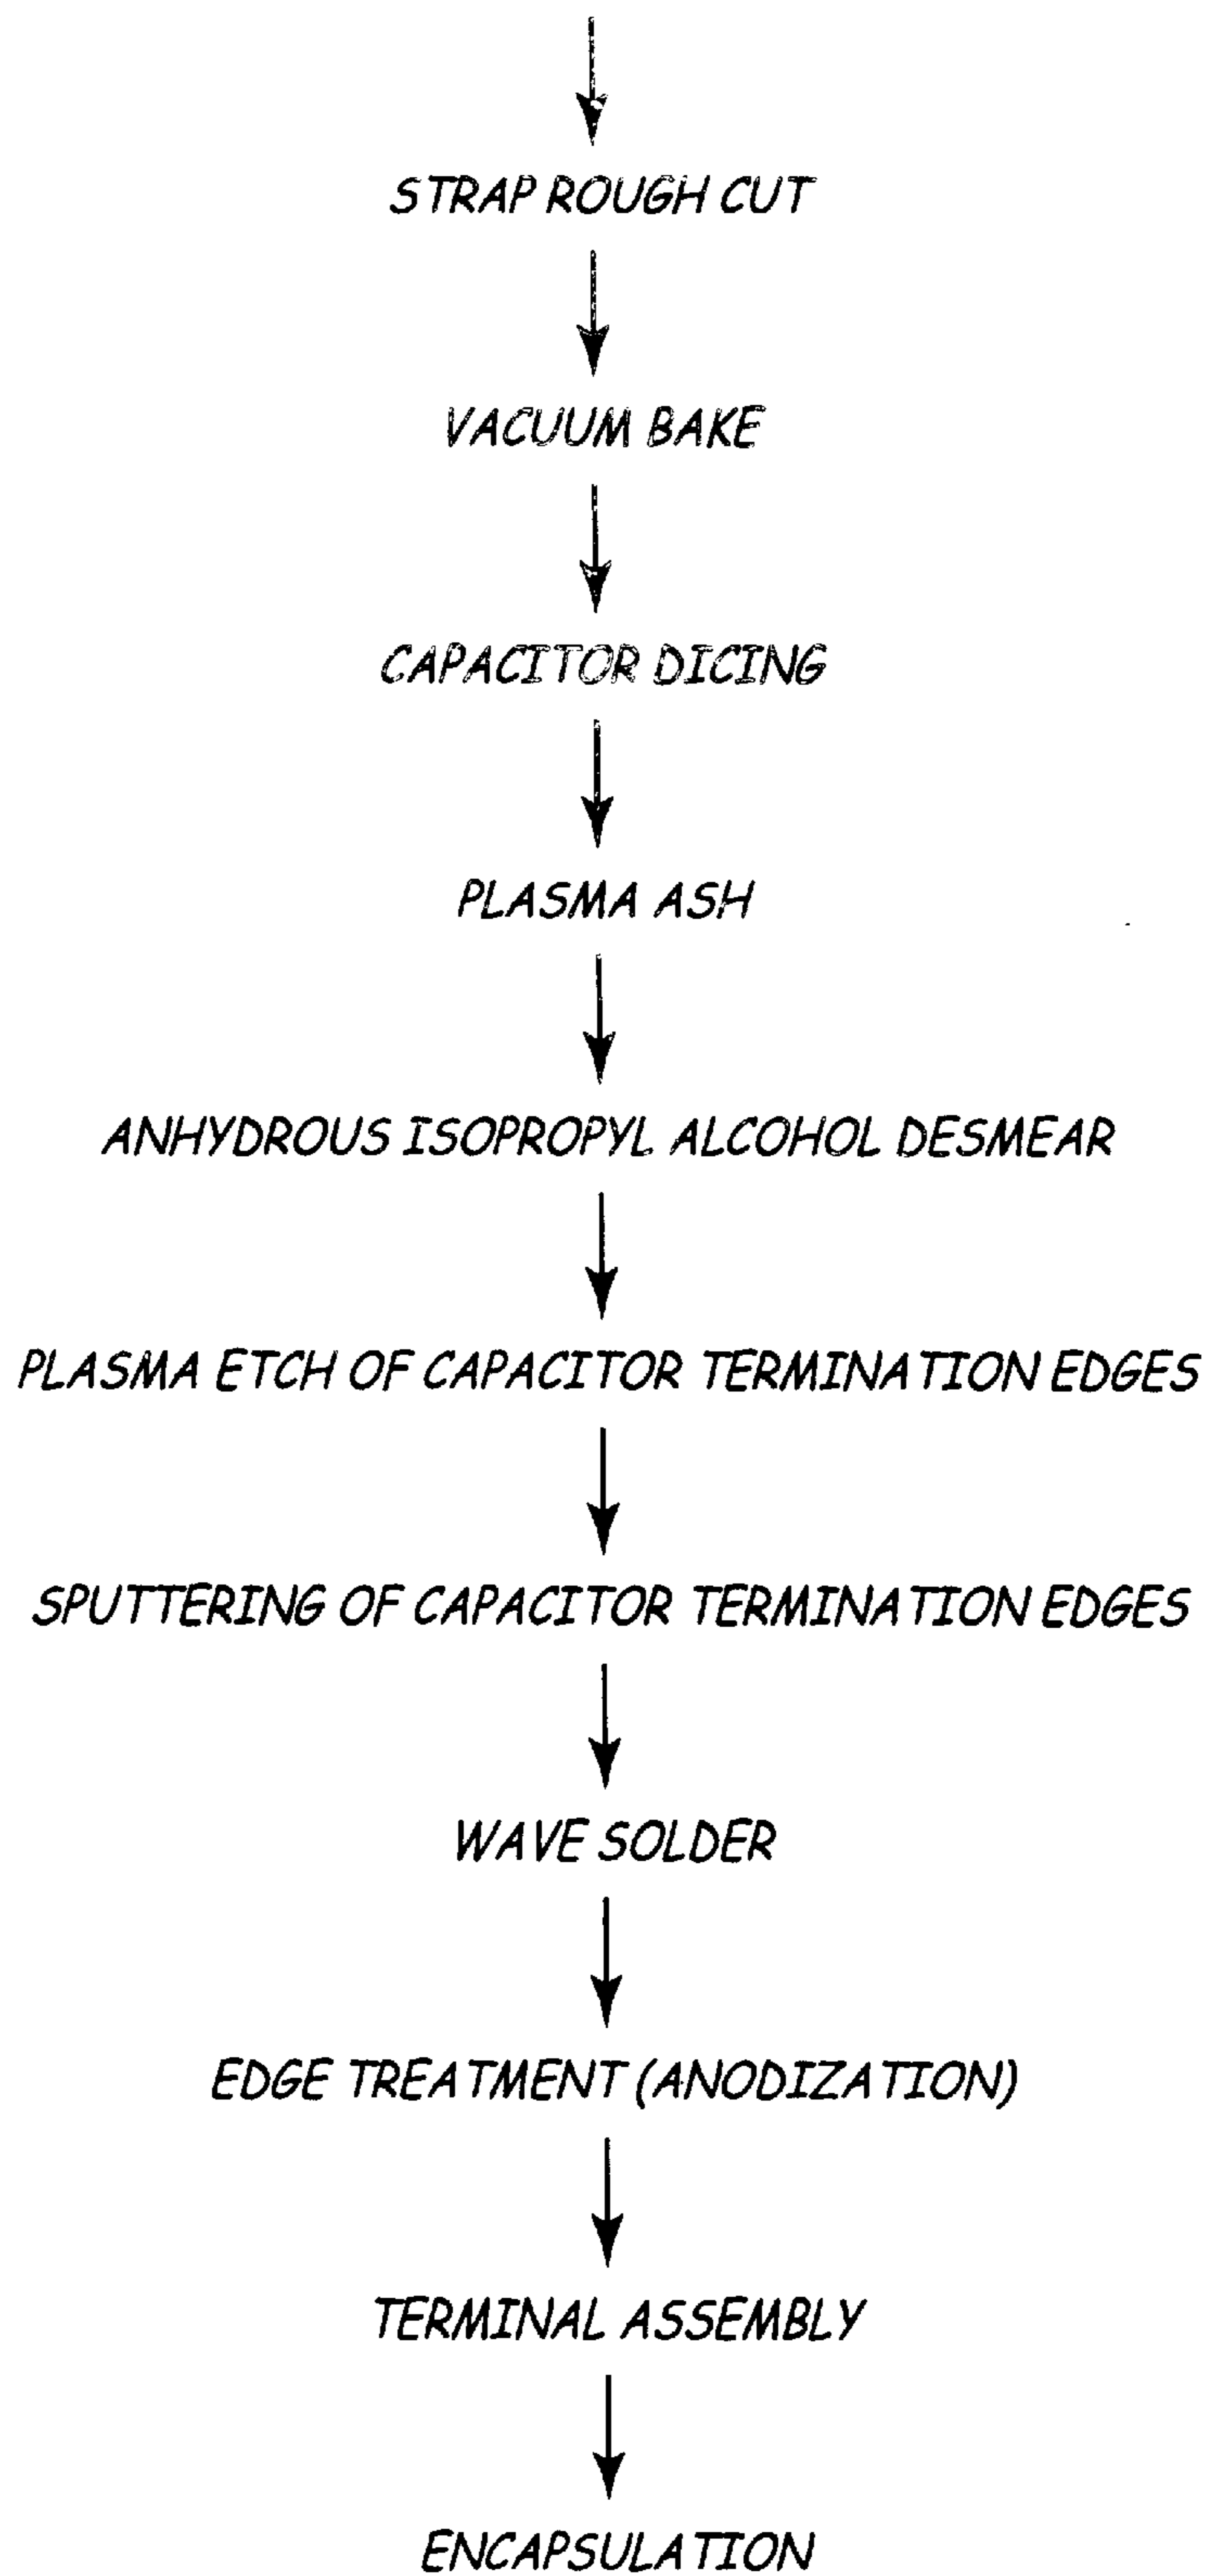 STRAP ROUGH CUT
VACUUM BAKE
CAPACITOR DICING
PLASMA ASH
ANHYDROUS ISOPROPYL ALCOHOL DESMEAR
PLASMA ETCH OF CAPACITOR TERMINATION EDGES
SPUTTERING OF CAPACITOR TERMINATION EDGES
WAVE SOLDER
EDGE TREATMENT (ANODIZATION)
TERMINAL ASSEMBLY
ENCAPSULATION